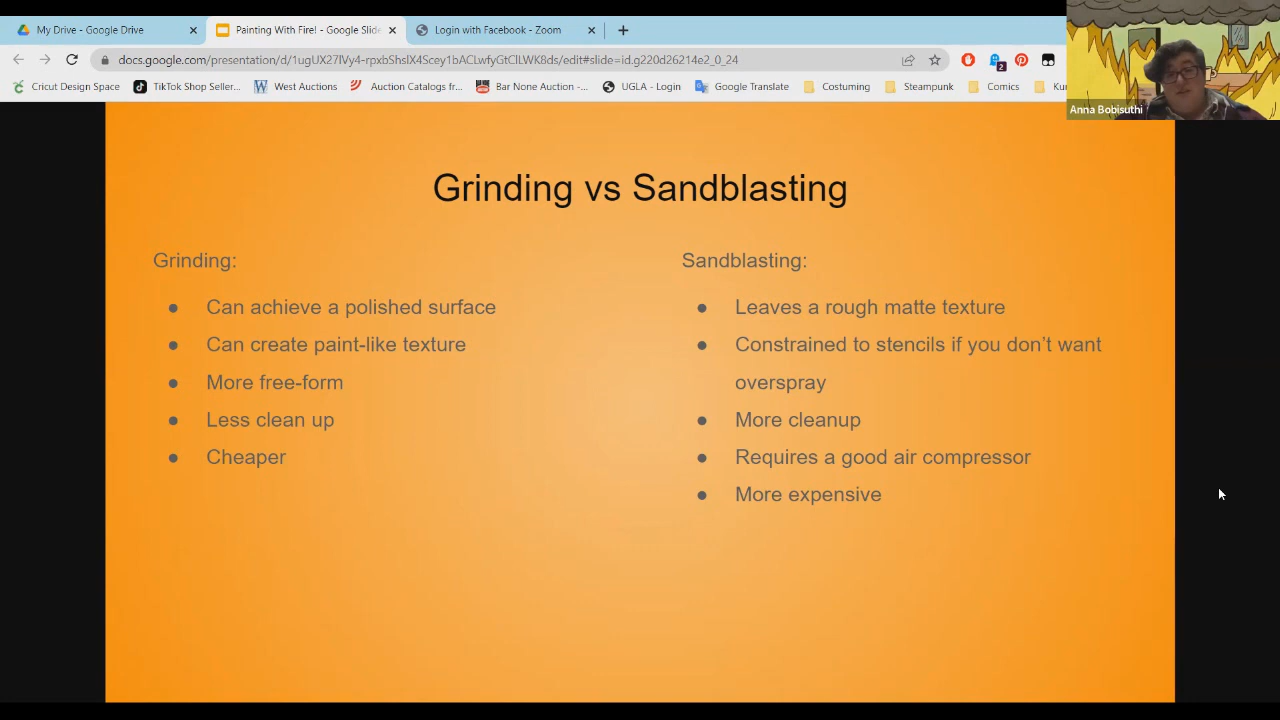 My Drive - Google Drive
Painting With Fire! - Google Slide
Login with Facebook - Zoom
docs.google.com/presentation/d/1ugUX27IVy4-rpxbShsIX4Scey1bACLwfyGtClLWK8ds/edit#slide=id.g220d26214e2_0_24
2
Cricut Design Space
TikTok Shop Seller...
West Auctions
Auction Catalogs fr...
Bar None Auction -...
UGLA - Login
Google Translate
Costuming
Steampunk
Comics
Anna Bobisuthi
Grinding vs Sandblasting
Grinding:
● Can achieve a polished surface
● Can create paint-like texture
● More free-form
● Less clean up
● Cheaper
Sandblasting:
● Leaves a rough matte texture
● Constrained to stencils if you don’t want
overspray
● More cleanup
● Requires a good air compressor
● More expensive